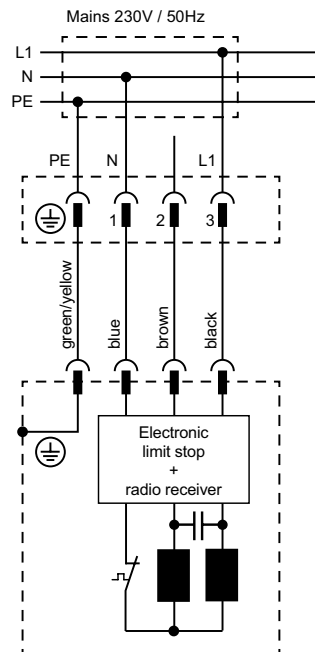 Mains 230V / 50Hz
L1
N
PE
PE N L1
1 2 3
green/yellow
blue
brown
black
Electronic
limit stop
+
radio receiver